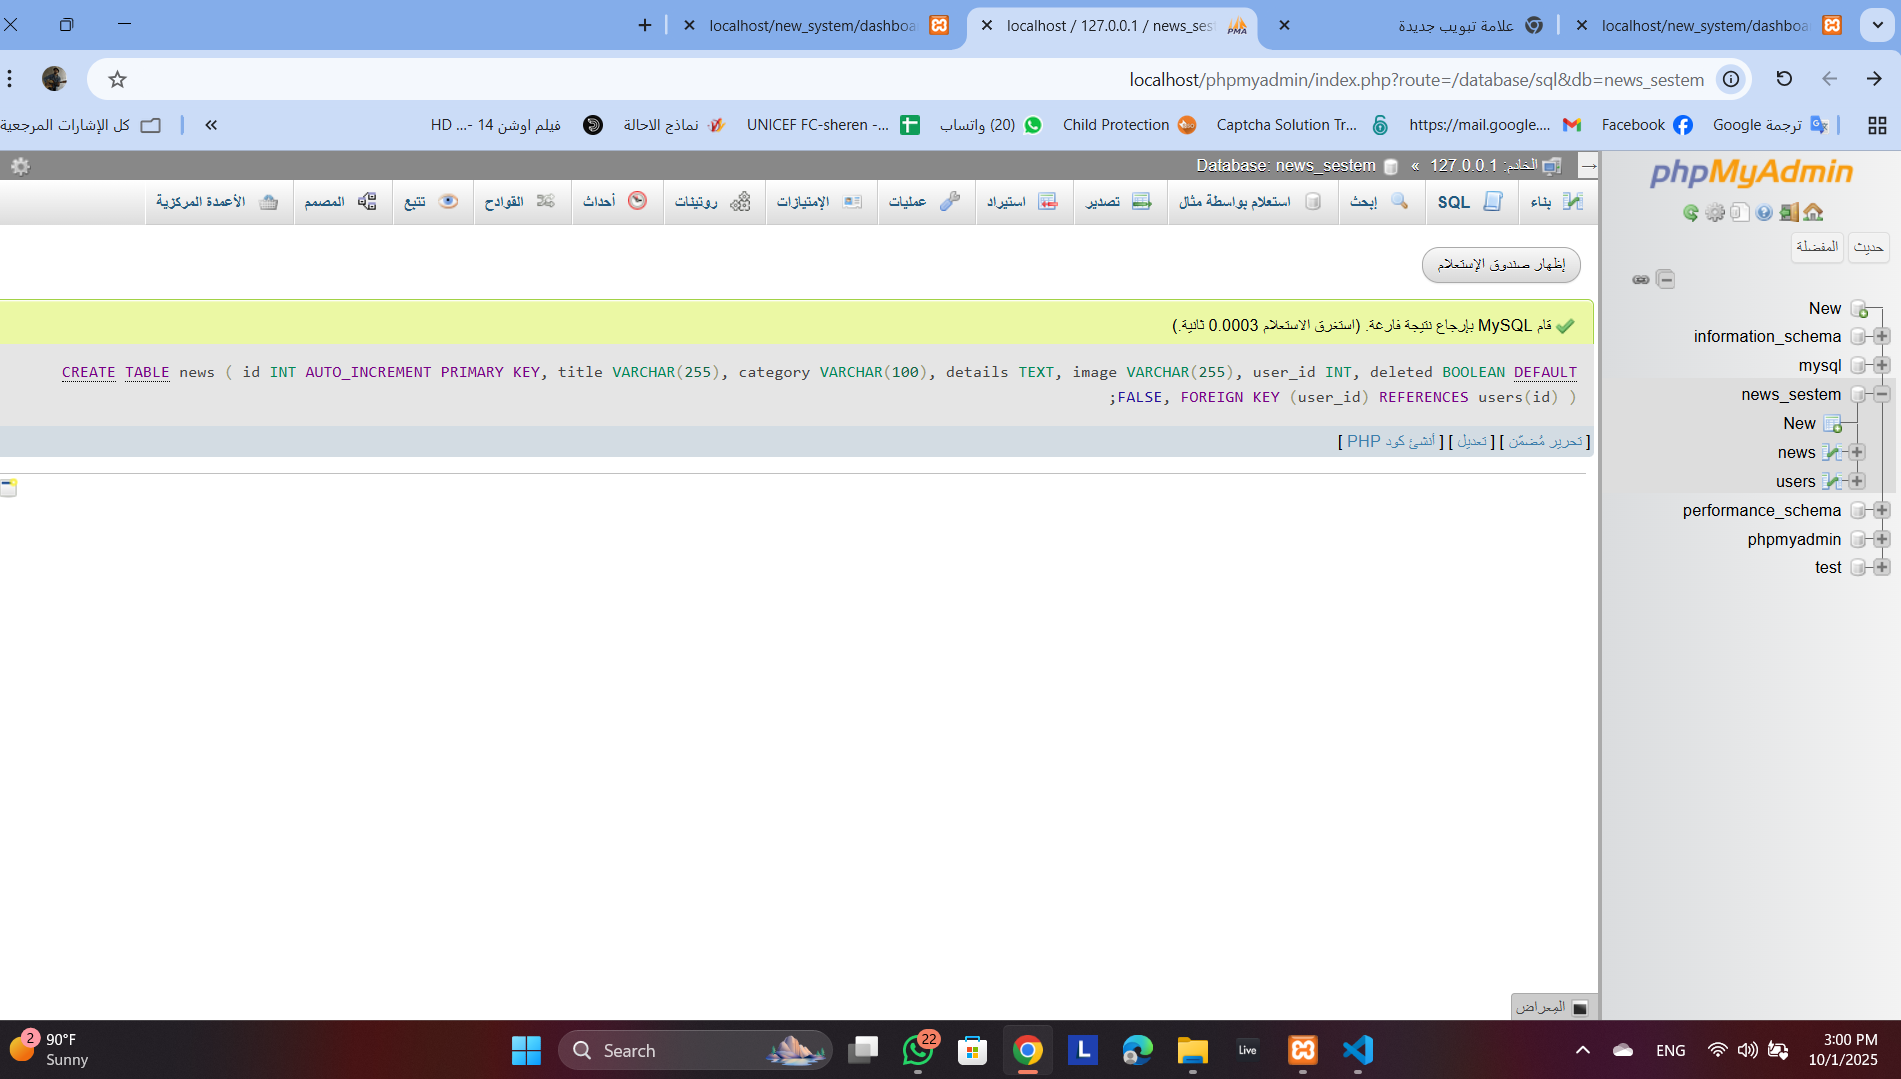 localhost/new_system/dashboa
علامة تبويب جديدة
localhost / 127.0.0.1 / news_ses
localhost/new_system/dashboa
localhost/phpmyadmin/index.php?route=/database/sql&db=news_sestem
ترجمة Google
Facebook
https://mail.google....
Captcha Solution Tr...
Child Protection
(20) واتساب
UNICEF FC-sheren -...
نماذج الاحالة
فيلم اوشن 14 -... HD
»
كل الإشارات المرجعية
phpMyAdmin
حديث
المفضلة
New
information_schema
mysql
news_sestem
New
news
users
performance_schema
phpmyadmin
test
الخادم: 127.0.0.1 » Database: news_sestem
بناء
SQL
إبحث
استعلام بواسطة مثال
تصدير
استيراد
عمليات
الإمتيازات
روتينات
أحداث
القوادح
تتبع
المصمم
الأعمدة المركزية
إظهار صندوق الإستعلام
قام MySQL بإرجاع نتيجة فارغة. (استغرق الاستعلام 0.0003 ثانية.)
CREATE TABLE news ( id INT AUTO_INCREMENT PRIMARY KEY, title VARCHAR(255), category VARCHAR(100), details TEXT, image VARCHAR(255), user_id INT, deleted BOOLEAN DEFAULT
;FALSE, FOREIGN KEY (user_id) REFERENCES users(id) )
[ تحرير مُضمّن ] [ تعديل ] [ أنشئ كود PHP ]
المِعراض
2
90°F
Sunny
Search
22
L
Live
ENG
3:00 PM
10/1/2025